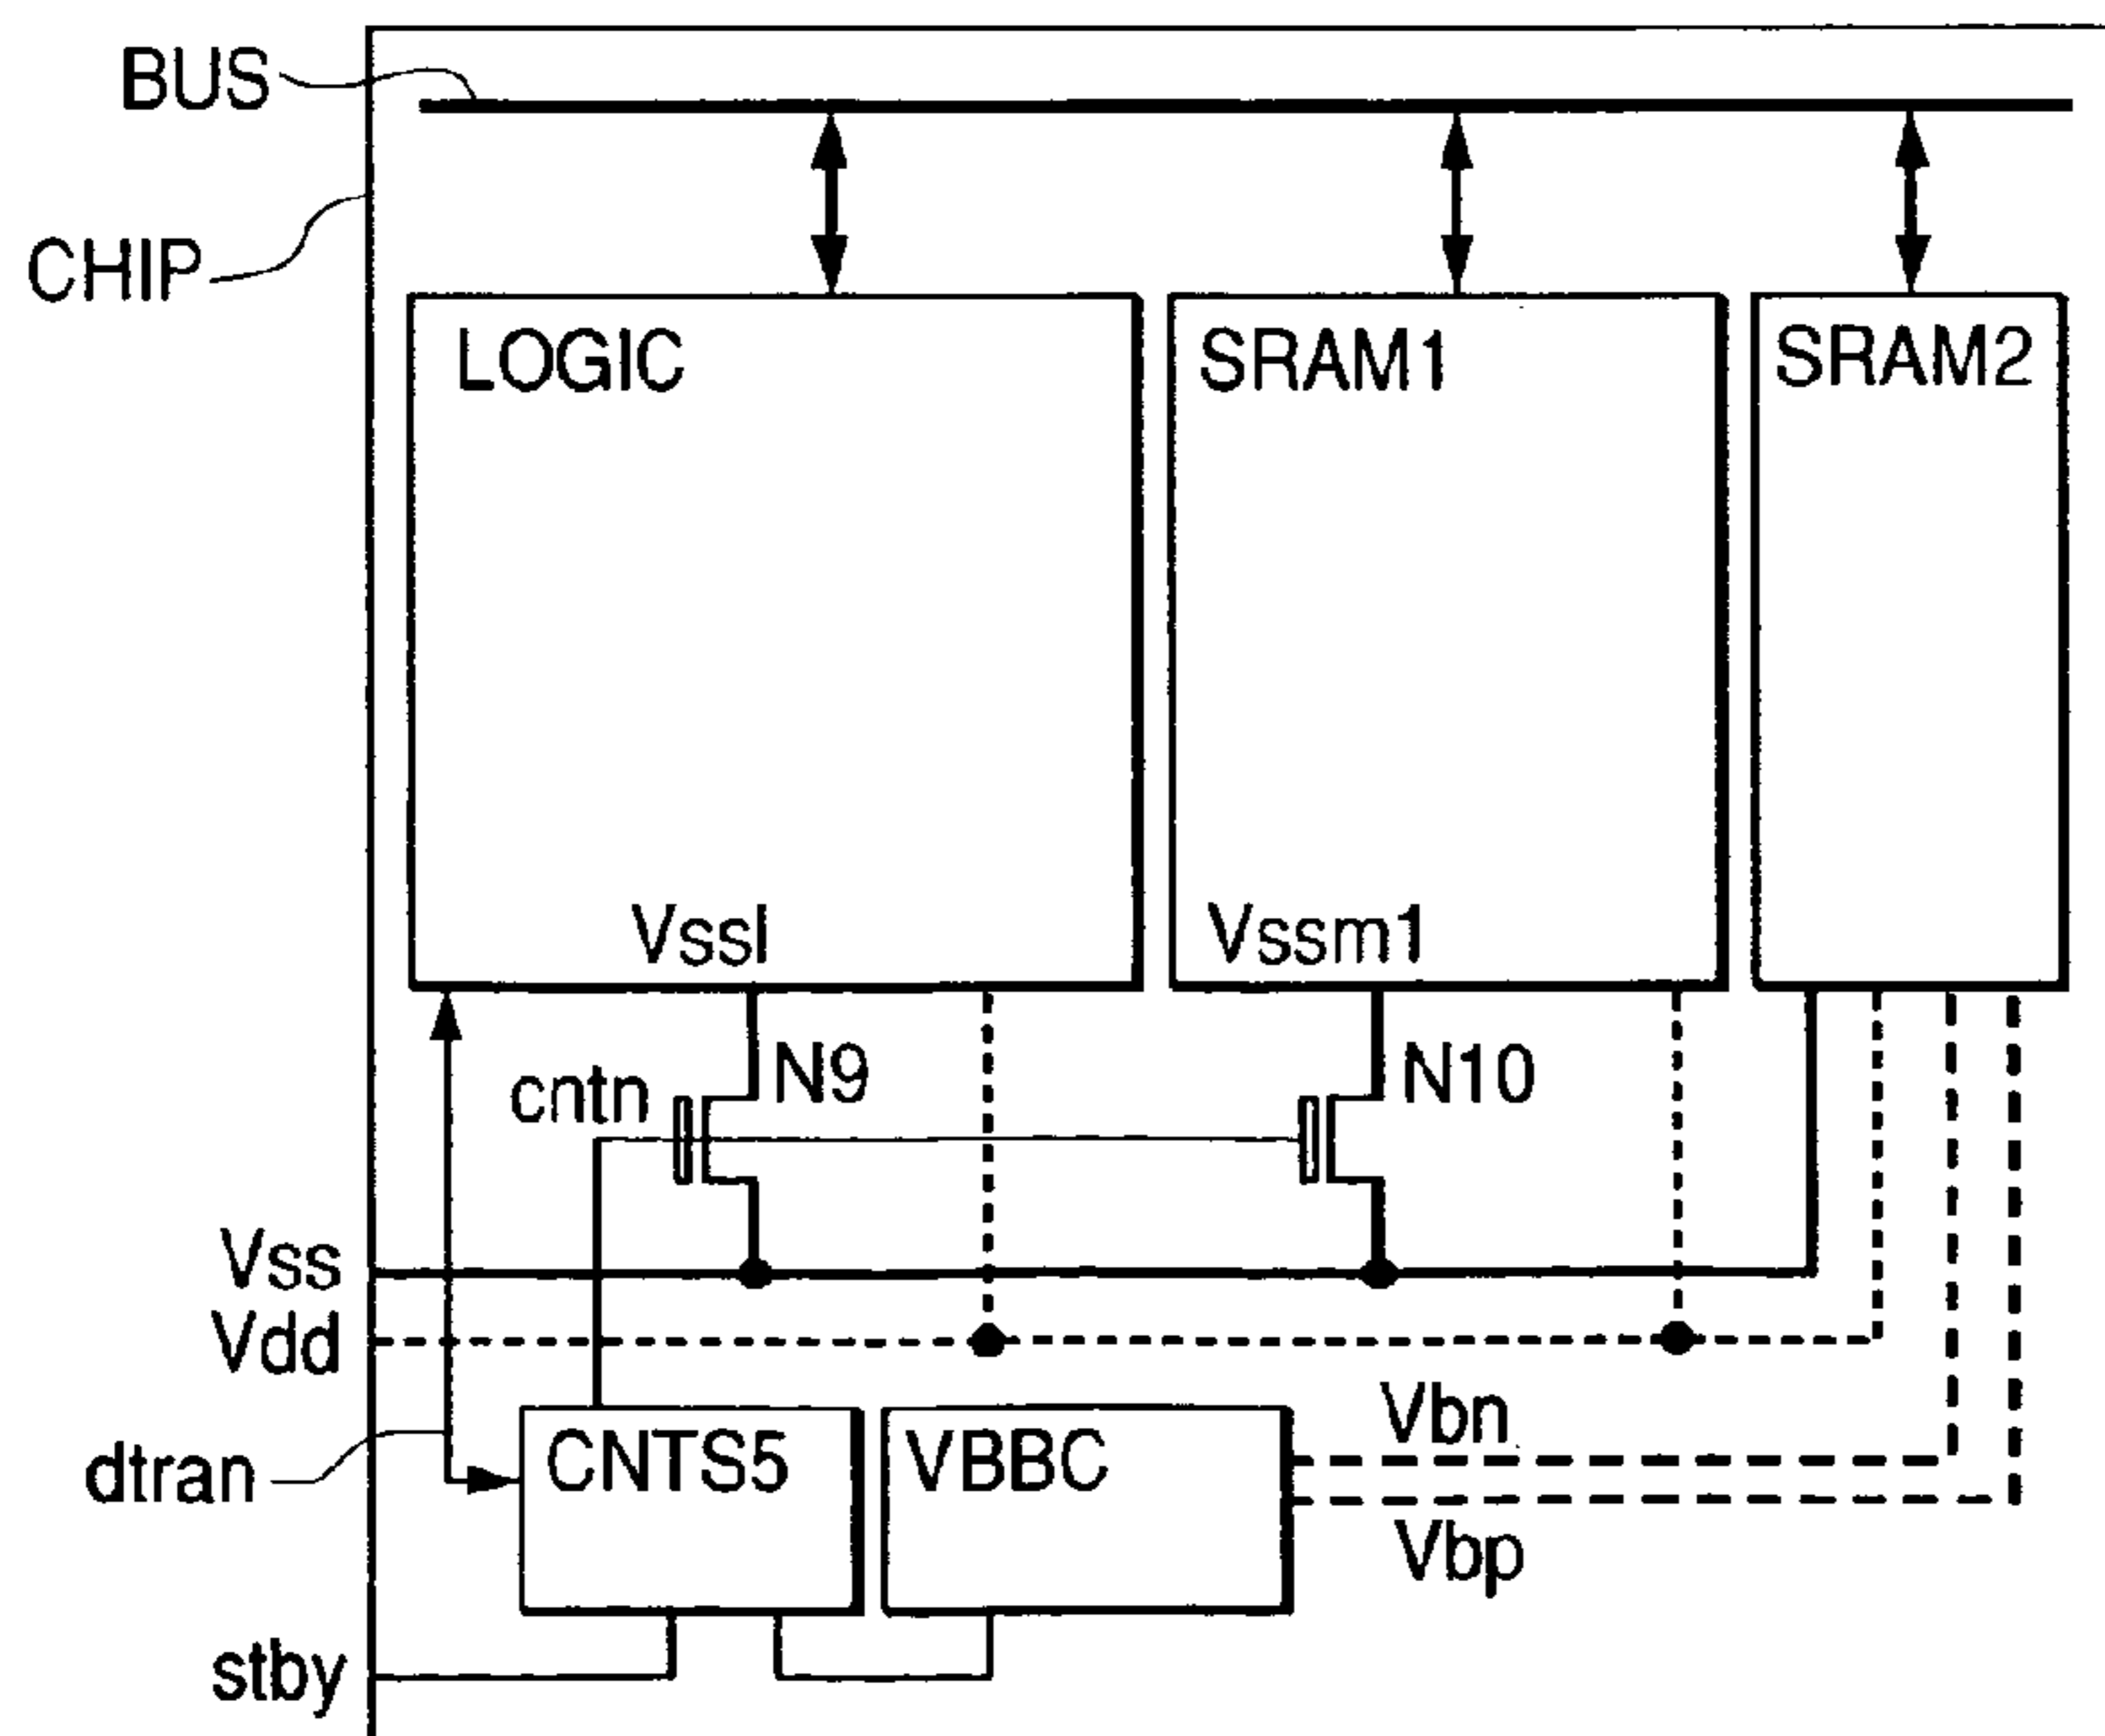 BUS
CHIP
LOGIC
SRAM1
SRAM2
Vssl
Vssm1
cntn
N9
N10
Vss
Vdd
dtran
CNTS5
VBBC
Vbn
Vbp
stby